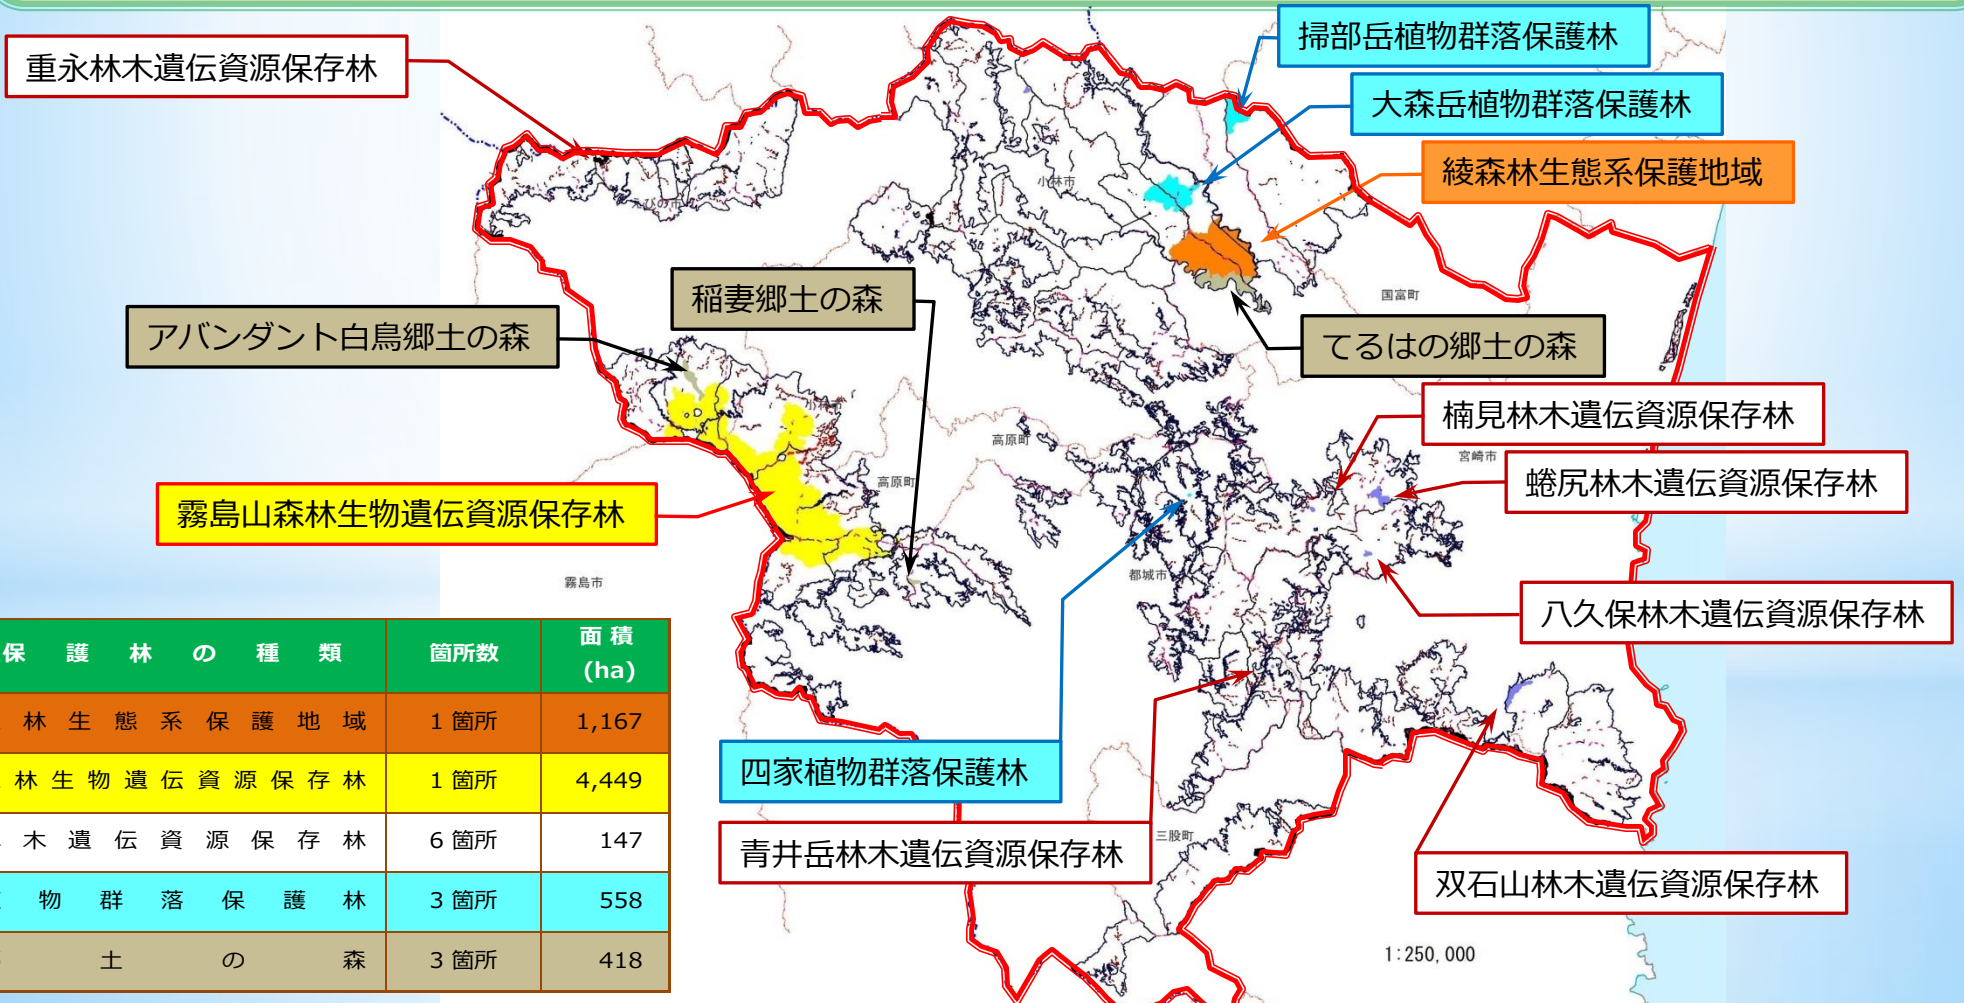 重永林木遺伝資源保存林
掃部岳植物群落保護林
大森岳植物群落保護林
綾森林生態系保護地域
小林市
えびの市
国富町
稲妻郷土の森
アバンダント白鳥郷土の森
てるはの郷土の森
小林市
高原町
楠見林木遺伝資源保存林
宮崎市
蜷尻林木遺伝資源保存林
高原町
霧島山森林生物遺伝資源保存林
霧島市
都城市
八久保林木遺伝資源保存林
四家植物群落保護林
三股町
青井岳林木遺伝資源保存林
双石山林木遺伝資源保存林
1:250,000
保護林の種類 箇所数 面積(ha)
林生態系保護地域 1箇所 1,167
林生物遺伝資源保存林 1箇所 4,449
木遺伝資源保存林 6箇所 147
物群落保護林 3箇所 558
土の森 3箇所 418